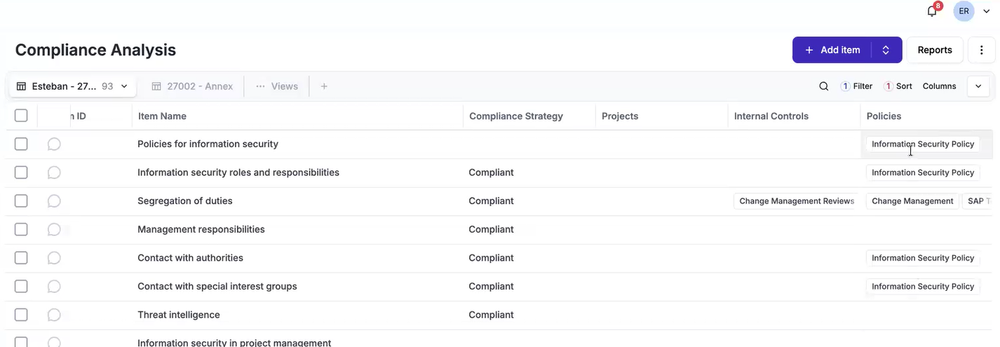 8
ER
Compliance Analysis
+ Add item
Reports
Esteban - 27... 93
27002 - Annex
Views
1 Filter
1 Sort
Columns
ID Item Name Compliance Strategy Projects Internal Controls Policies
Policies for information security Information Security Policy
Information security roles and responsibilities Compliant Information Security Policy
Segregation of duties Compliant Change Management Reviews Change Management SAP T
Management responsibilities Compliant
Contact with authorities Compliant Information Security Policy
Contact with special interest groups Compliant Information Security Policy
Threat intelligence Compliant
Information security in project management